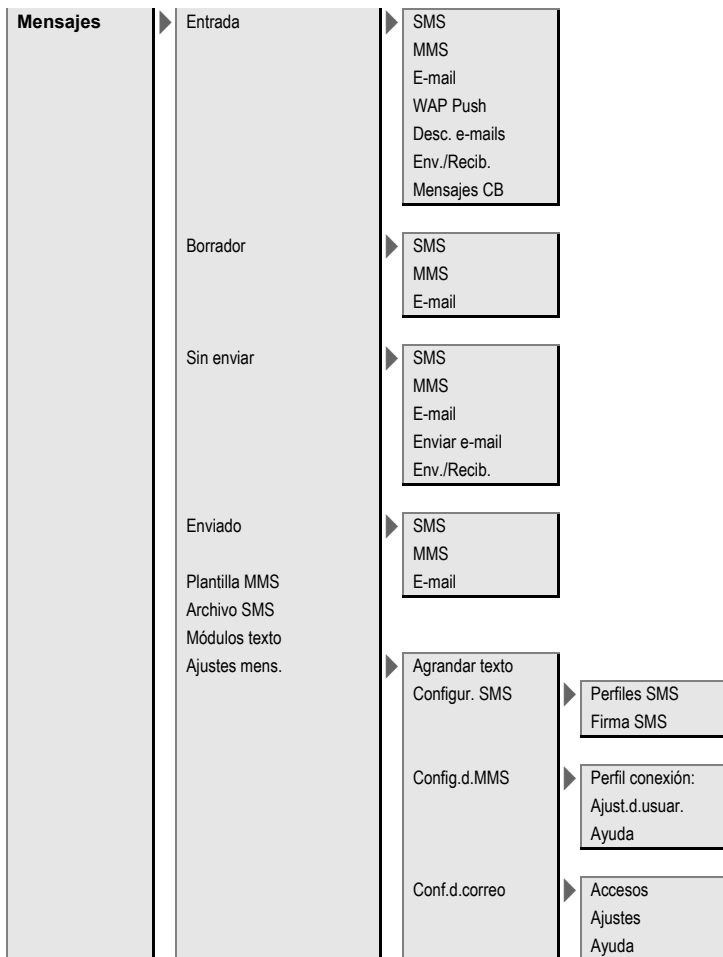 Mensajes
Entrada
SMS
MMS
E-mail
WAP Push
Desc. e-mails
Env./Recib.
Mensajes CB
Borrador
SMS
MMS
E-mail
Sin enviar
SMS
MMS
E-mail
Enviar e-mail
Env./Recib.
Enviado
SMS
MMS
E-mail
Plantilla MMS
Archivo SMS
Módulos texto
Ajustes mens.
Agrandar texto
Configur. SMS
Perfiles SMS
Firma SMS
Config.d.MMS
Perfil conexión:
Ajust.d.usuar.
Ayuda
Conf.d.correo
Accesos
Ajustes
Ayuda